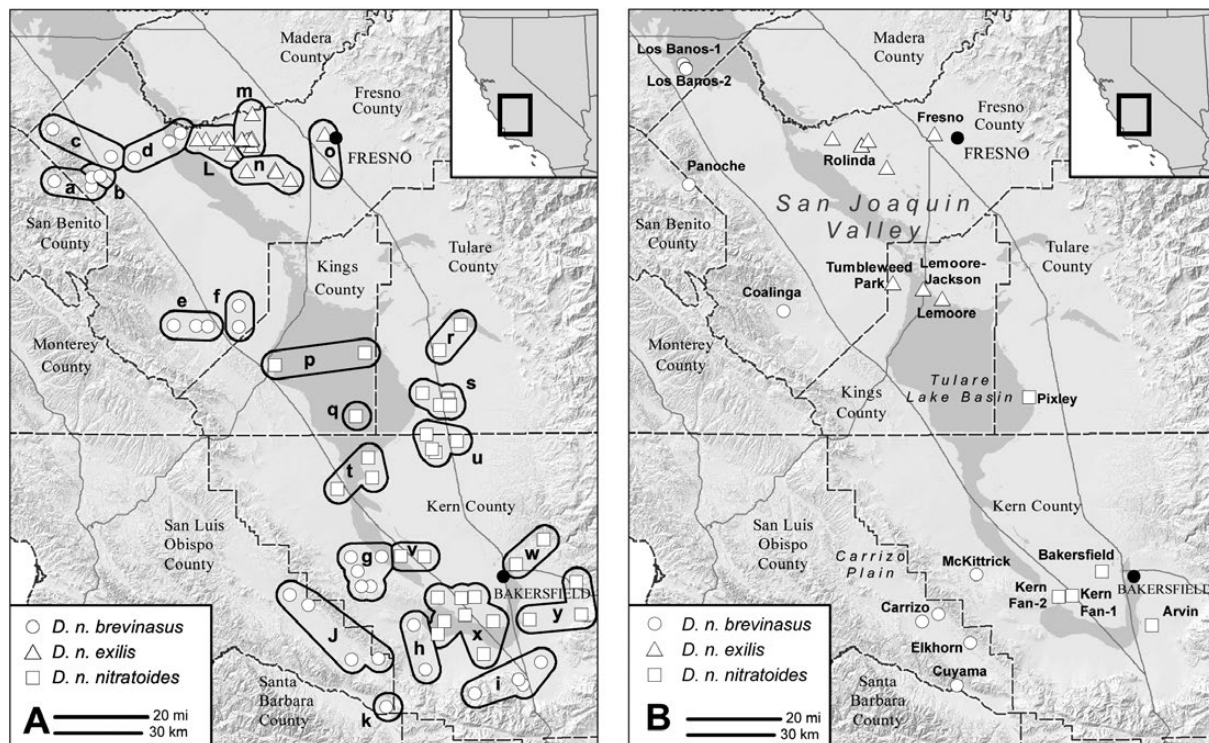 Madera
County
Fresno
County
m
c
d
L
n
o
FRESNO
a
b
San Benito
County
Tulare
County
Kings
County
e
f
Monterey
County
r
p
s
q
u
t
Kern County
San Luis
Obispo
County
g
v
w
BAKERSFIELD
y
x
J
h
i
k
Santa
Barbara
County
D. n. brevinasus
D. n. exilis
D. n. nitratoides
A
20 mi
30 km
Los Banos-1
Los Banos-2
Madera
County
Fresno
County
Fresno
FRESNO
Rolinda
Panoche
San Joaquin
Valley
San Benito
County
Tulare
County
Tumbleweed
Park
Lemoore-
Jackson
Lemoore
Coalinga
Monterey
County
Kings
County
Tulare
Lake Basin
Pixley
Kern County
San Luis
Obispo
County
Carrizo
Plain
McKittrick
Bakersfield
BAKERSFIELD
Kern
Fan-2
Kern
Fan-1
Arvin
Carrizo
Elkhorn
Cuyama
Santa
Barbara
County
D. n. brevinasus
D. n. exilis
D. n. nitratoides
B
20 mi
30 km